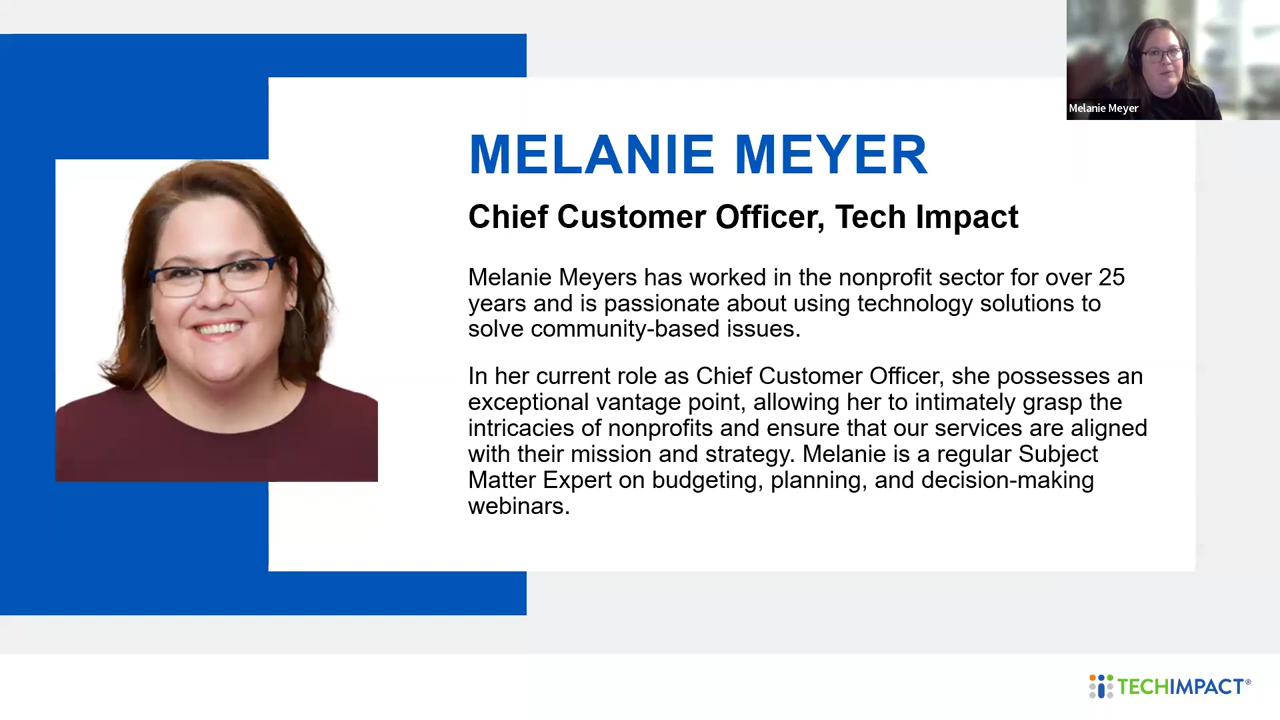 Melanie Meyer
MELANIE MEYER
Chief Customer Officer, Tech Impact
Melanie Meyers has worked in the nonprofit sector for over 25
years and is passionate about using technology solutions to
solve community-based issues.
In her current role as Chief Customer Officer, she possesses an
exceptional vantage point, allowing her to intimately grasp the
intricacies of nonprofits and ensure that our services are aligned
with their mission and strategy. Melanie is a regular Subject
Matter Expert on budgeting, planning, and decision-making
webinars.
TECHIMPACT®